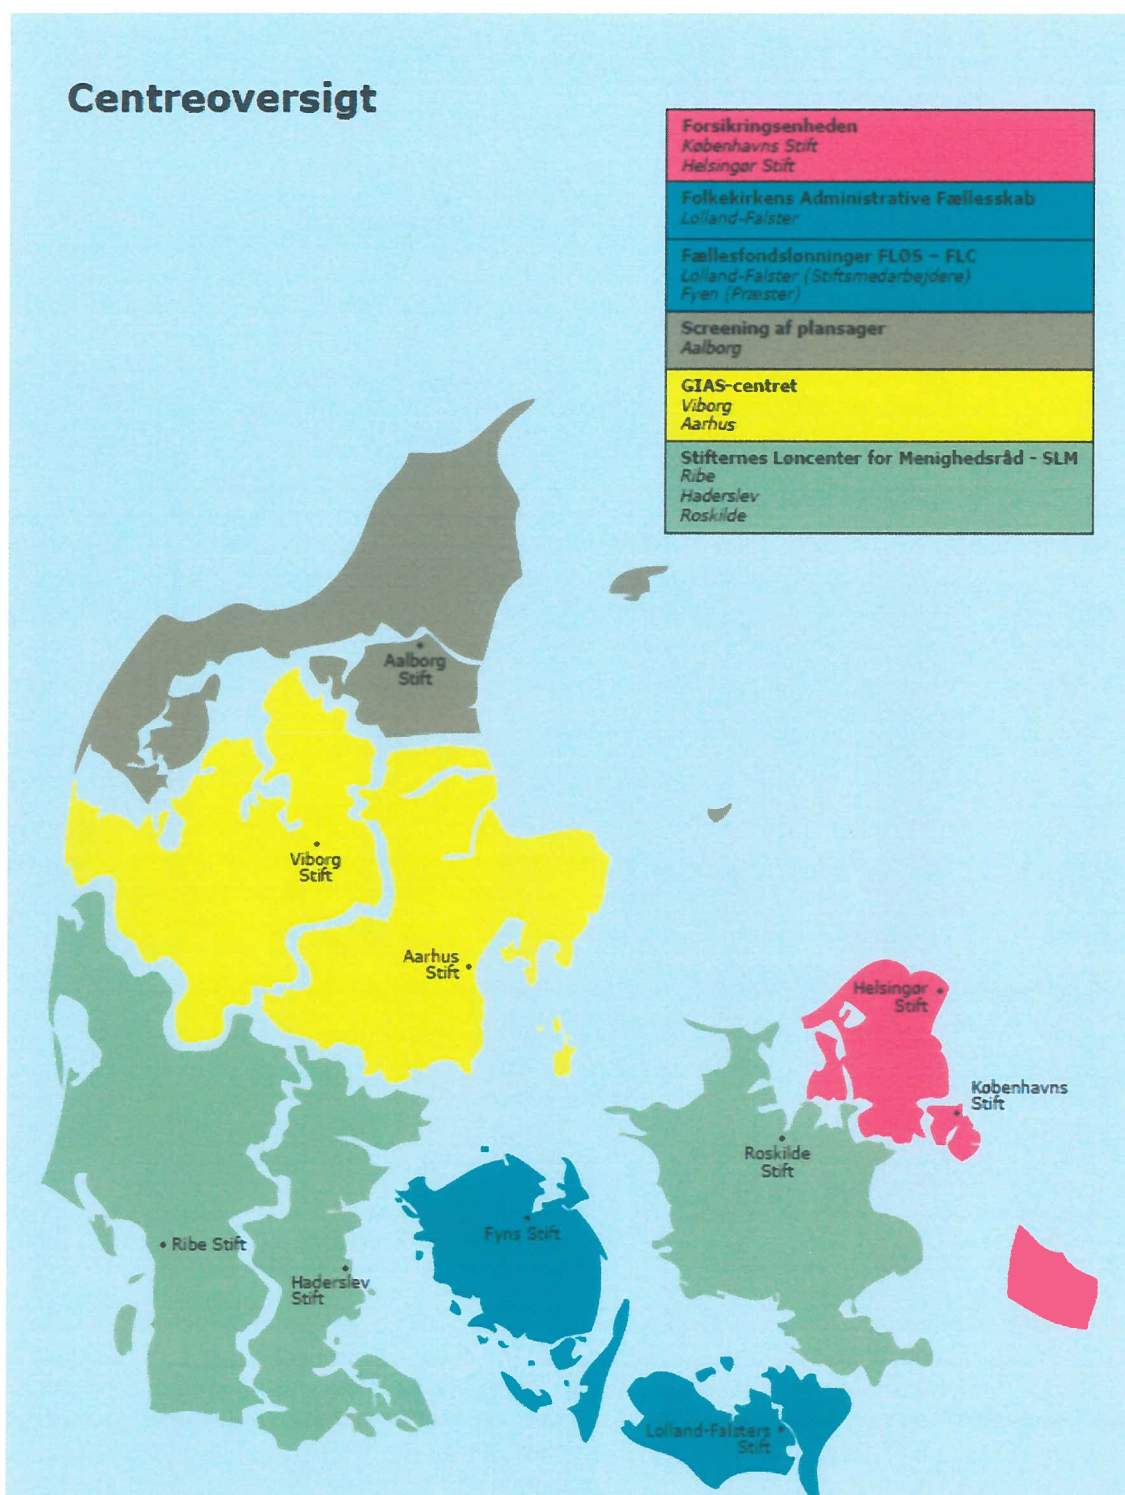 Centreoversigt
Forsikringsenheden
Københavns Stift
Helsingør Stift
Folkekirkens Administrative Fællesskab
Lolland-Falster
Fællesfondslønninger FLØS – FLC
Lolland-Falster (Stiftsmedarbejdere)
Fyen (Præster)
Screening af plansager
Aalborg
GIAS-centret
Viborg
Aarhus
Stifternes Løncenter for Menighedsråd - SLM
Ribe
Haderslev
Roskilde
Aalborg
Stift
Viborg
Stift
Aarhus
Stift
Helsingør
Stift
Københavns
Stift
Roskilde
Stift
Fyns Stift
Ribe Stift
Haderslev
Stift
Lolland-Falsters
Stift